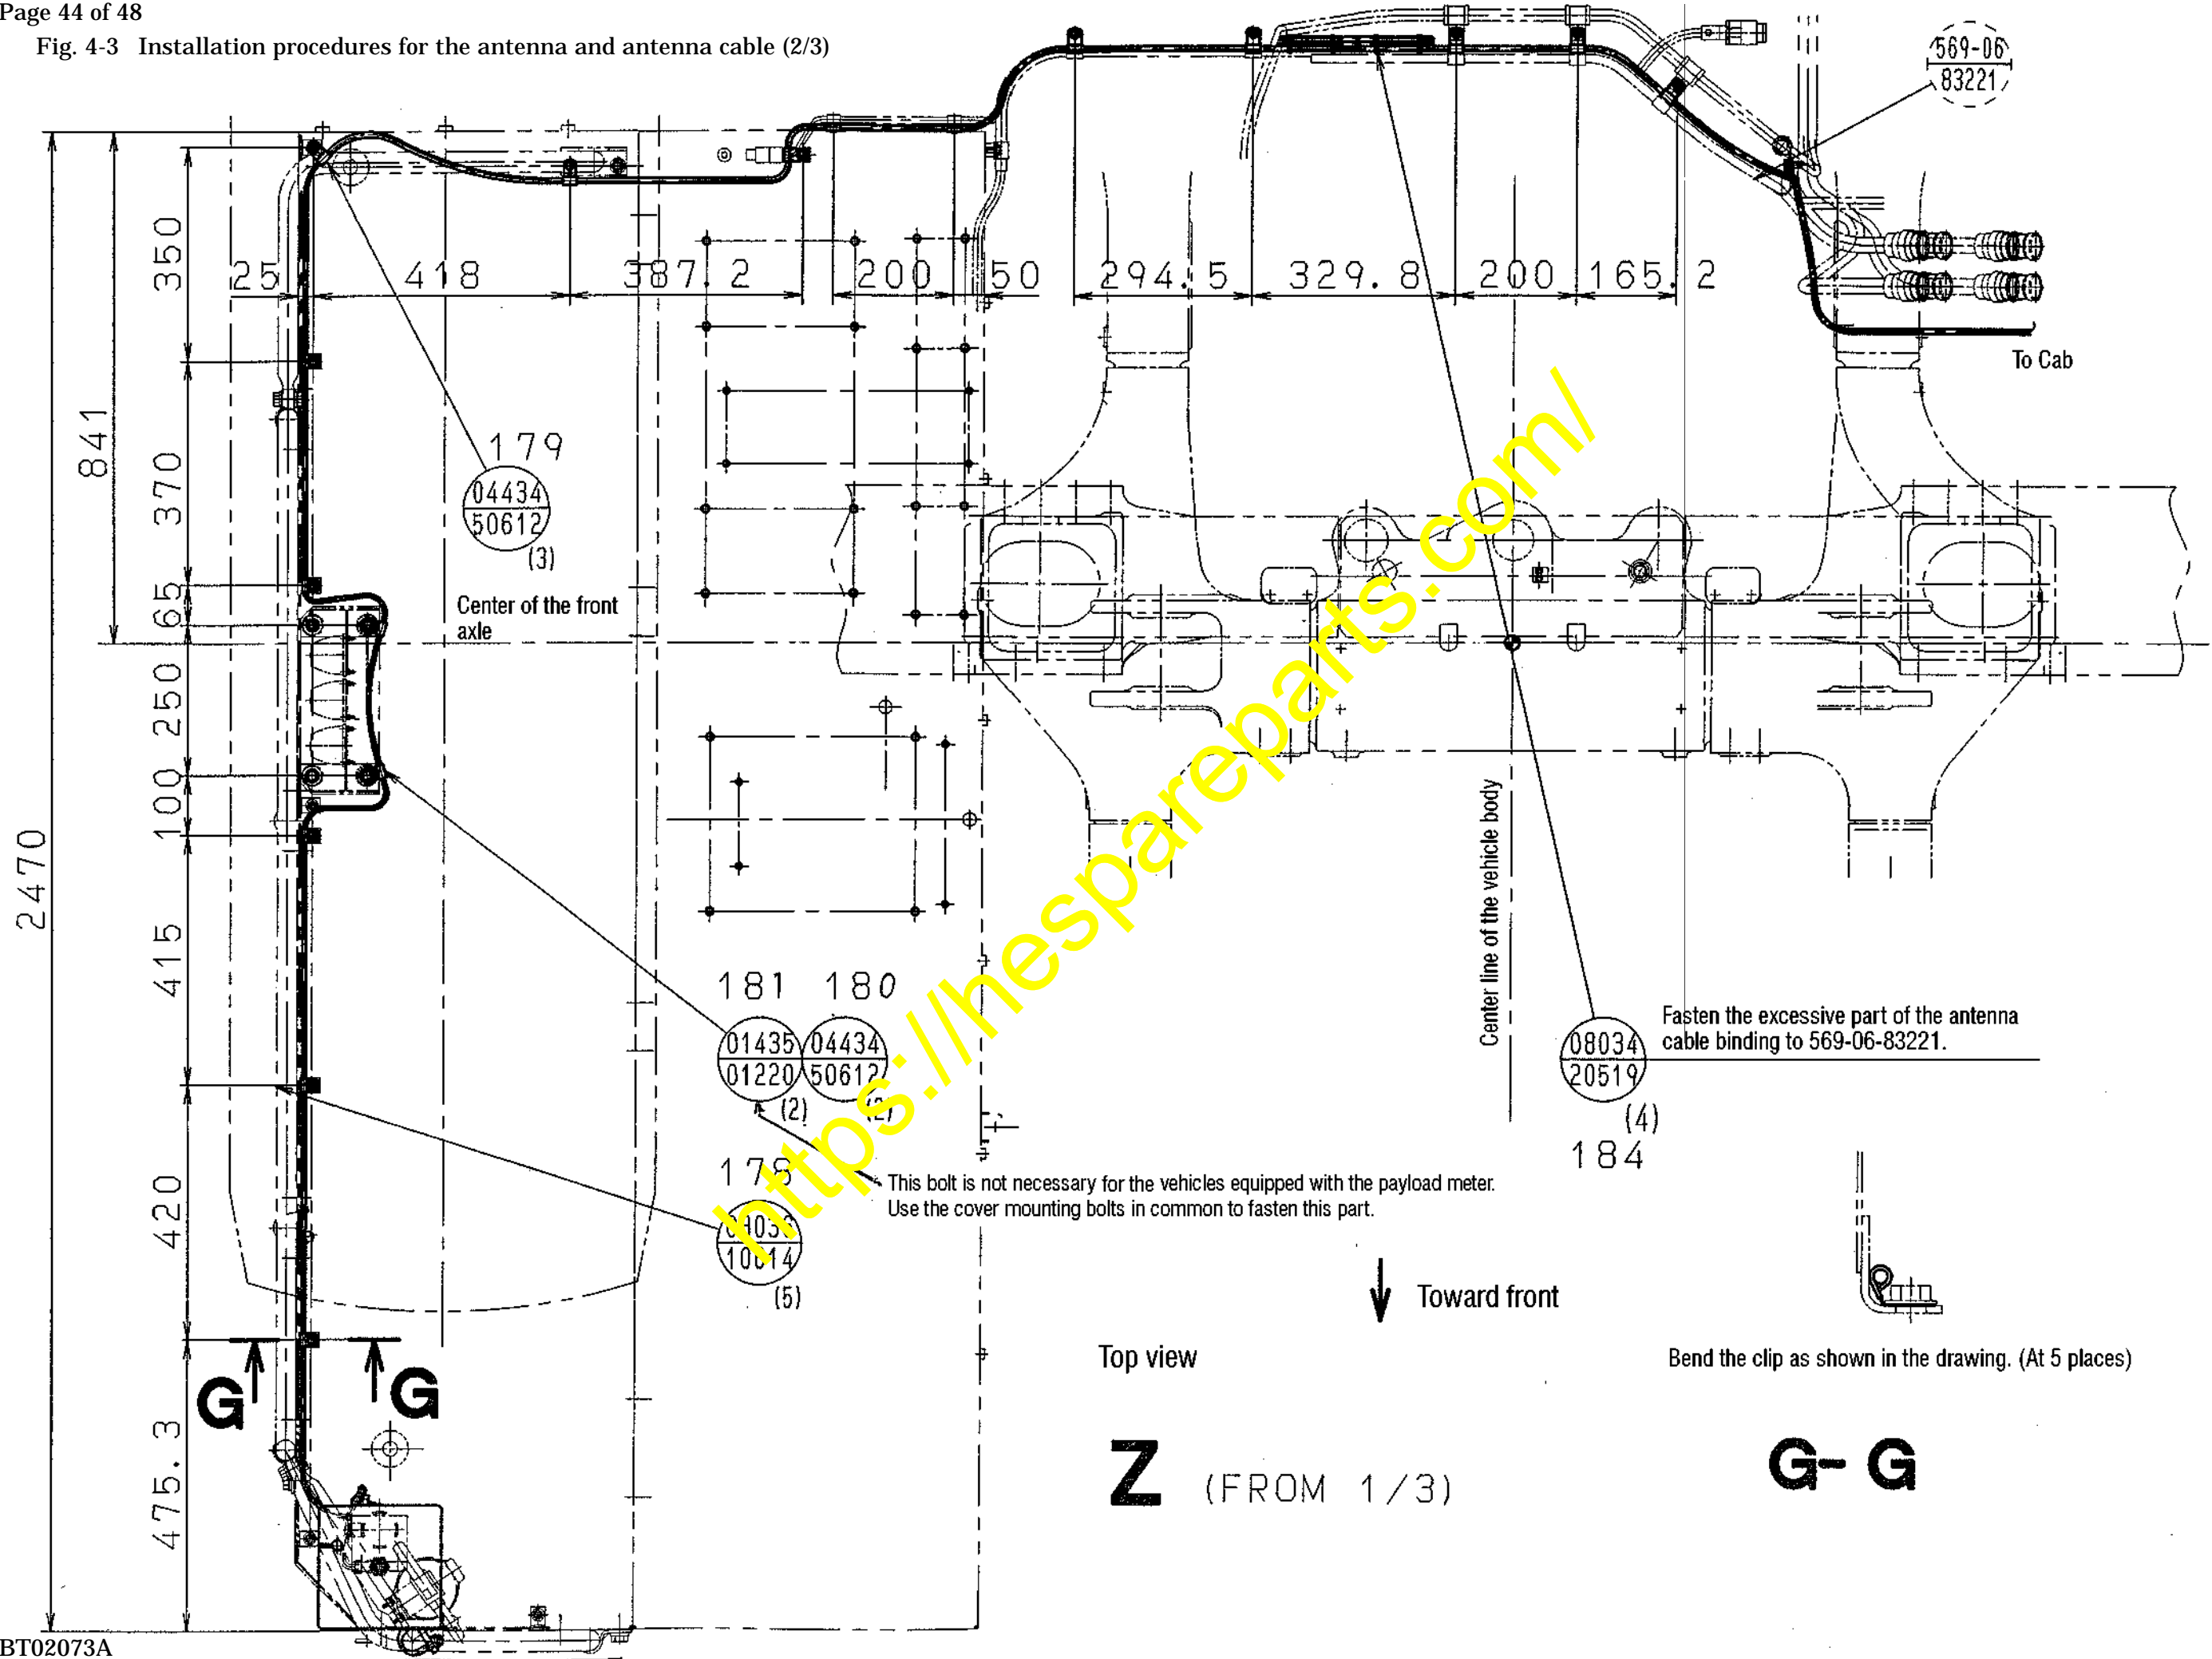 Page 44 of 48
Fig. 4-3 Installation procedures for the antenna and antenna cable (2/3)
569-06
83221
350
25
418
387.2
200
50
294.5
329.8
200
165.2
To Cab
841
179
04434
50612
(3)
370
65
Center of the front
axle
250
100
2470
Center line of the vehicle body
415
181
180
01435
01220
(2)
04434
50612
(2)
08034
20519
(4)
184
Fasten the excessive part of the antenna
cable binding to 569-06-83221.
178
(5)
This bolt is not necessary for the vehicles equipped with the payload meter.
Use the cover mounting bolts in common to fasten this part.
420
Toward front
Top view
Bend the clip as shown in the drawing. (At 5 places)
G
G
475.3
Z (FROM 1/3)
G-G
https://hespareparts.com/
BT02073A